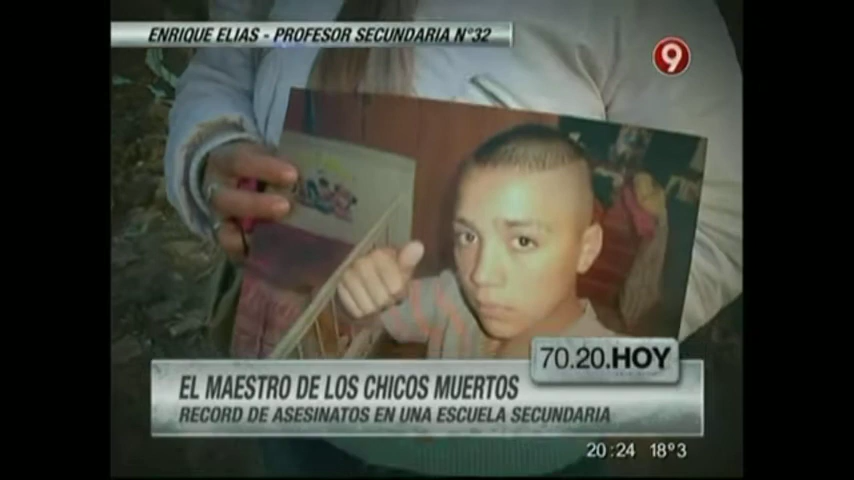 ENRIQUE ELIAS - PROFESOR SECUNDARIA N°32
9
70.20.HOY
EL MAESTRO DE LOS CHICOS MUERTOS
RECORD DE ASESINATOS EN UNA ESCUELA SECUNDARIA
20:24 18°3